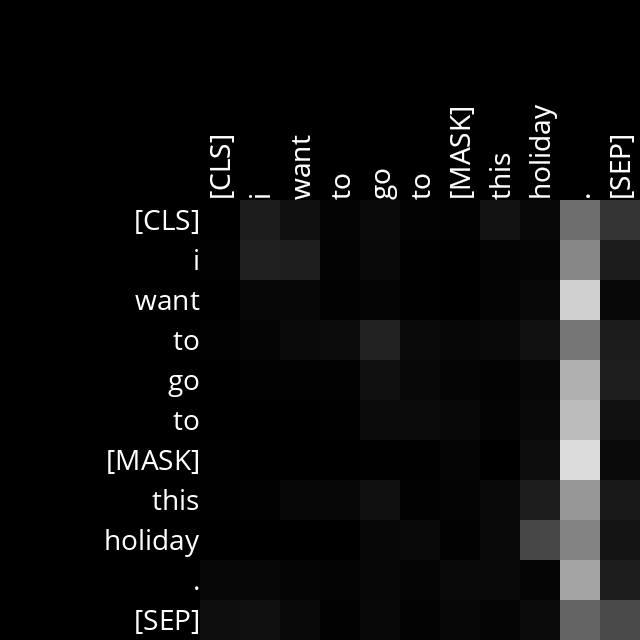 [CLS] i want to go to [MASK] this holiday . [SEP]
[CLS]
i
want
to
go
to
[MASK]
this
holiday
.
[SEP]